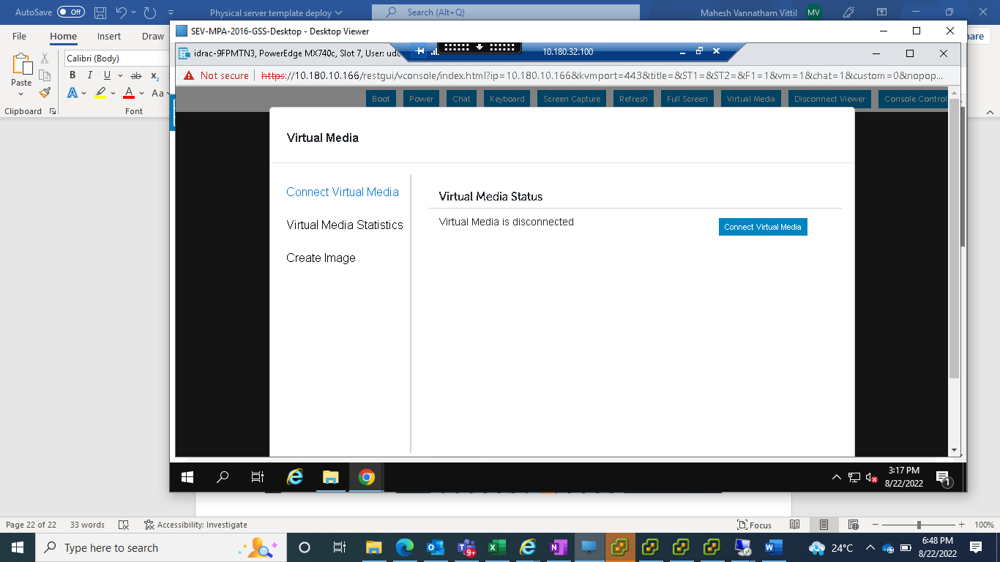 AutoSave Off Physical server template deploy Search (Alt+Q) Mahesh Vannatham Vittil MV
File Home Insert Draw
SEV-MPA-2016-GSS-Desktop - Desktop Viewer
idrac-9FPMTN3, PowerEdge MX740c, Slot 7, User:
10.180.32.100
Calibri (Body)
Not secure https://10.180.10.166/restgui/vconsole/index.html?ip=10.180.10.166&kvmport=443&title=&ST1=&ST2=&F1=1&vm=1&chat=1&custom=0&nopop...
B I U ab x2
Paste
A A Aa
Clipboard Font
Boot Power Chat Keyboard Screen Capture Refresh Full Screen Virtual Media Disconnect Viewer Console Control
Virtual Media
Connect Virtual Media
Virtual Media Statistics
Create Image
Virtual Media Status
Virtual Media is disconnected
Connect Virtual Media
3:17 PM
8/22/2022
1
Page 22 of 22 33 words Accessibility: Investigate Focus 100%
Type here to search
9+
24°C
6:48 PM
8/22/2022